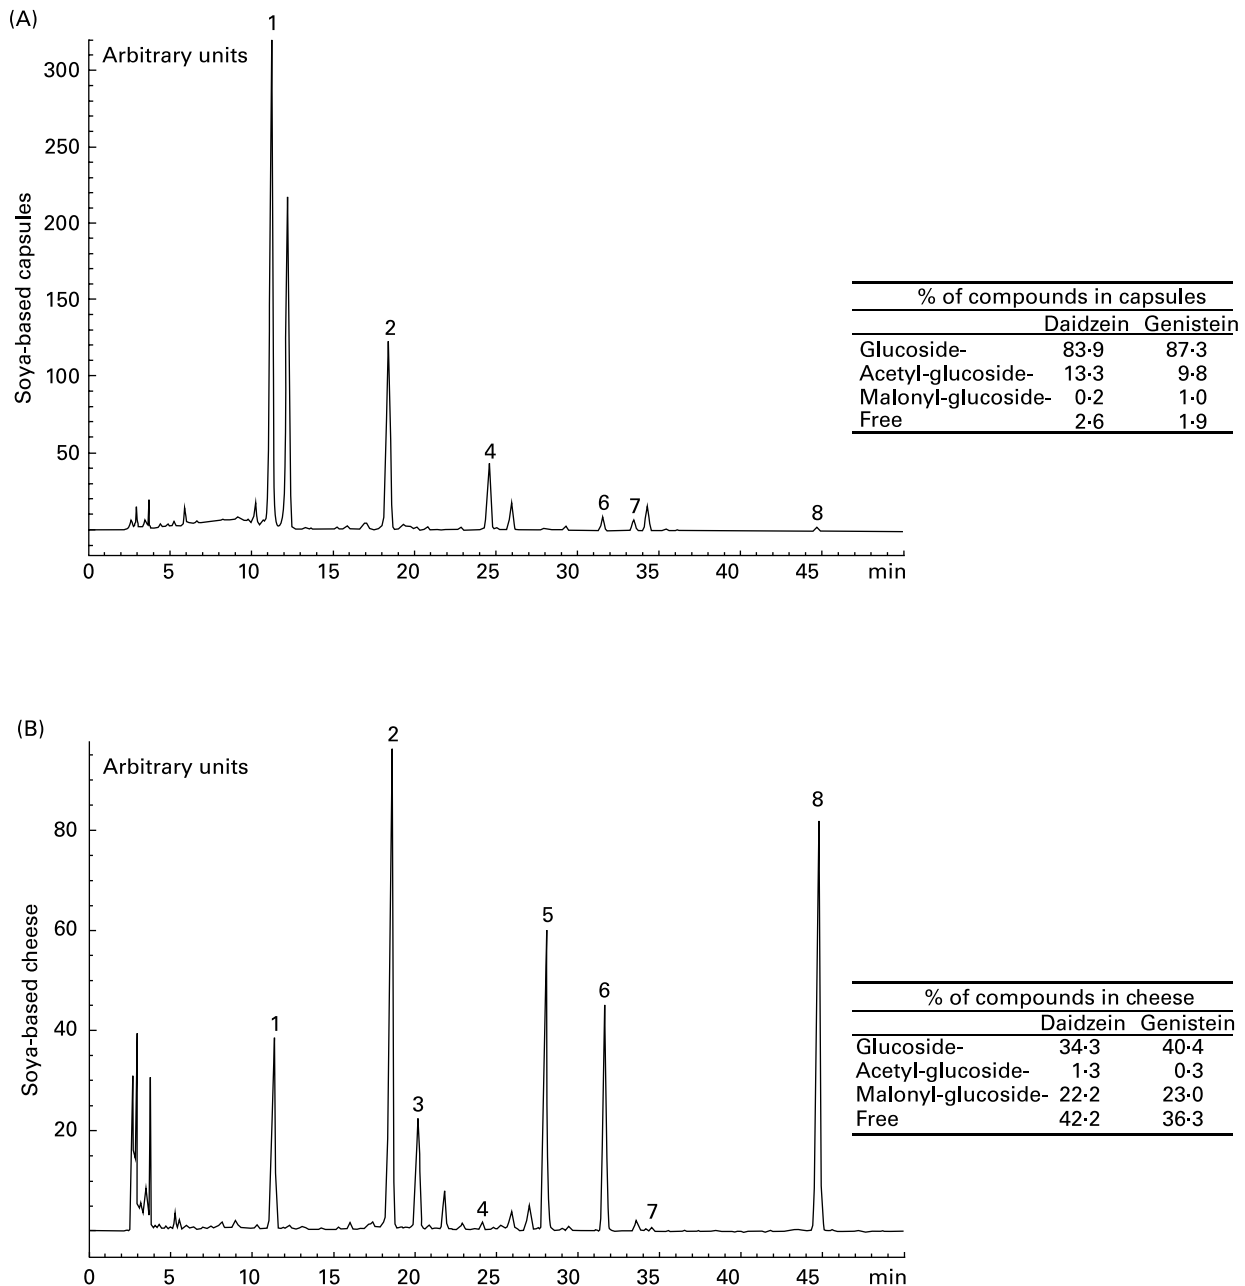 (A)
Arbitrary units
Soya-based capsules
300
250
200
150
100
50
1
2
4
6
7
8
0 5 10 15 20 25 30 35 40 45 min
% of compounds in capsules
Daidzein Genistein
Glucoside- 83·9 87·3
Acetyl-glucoside- 13·3 9·8
Malonyl-glucoside- 0·2 1·0
Free 2·6 1·9
(B)
Arbitrary units
Soya-based cheese
80
60
40
20
1
2
3
4
5
6
7
8
0 5 10 15 20 25 30 35 40 45 min
% of compounds in cheese
Daidzein Genistein
Glucoside- 34·3 40·4
Acetyl-glucoside- 1·3 0·3
Malonyl-glucoside- 22·2 23·0
Free 42·2 36·3